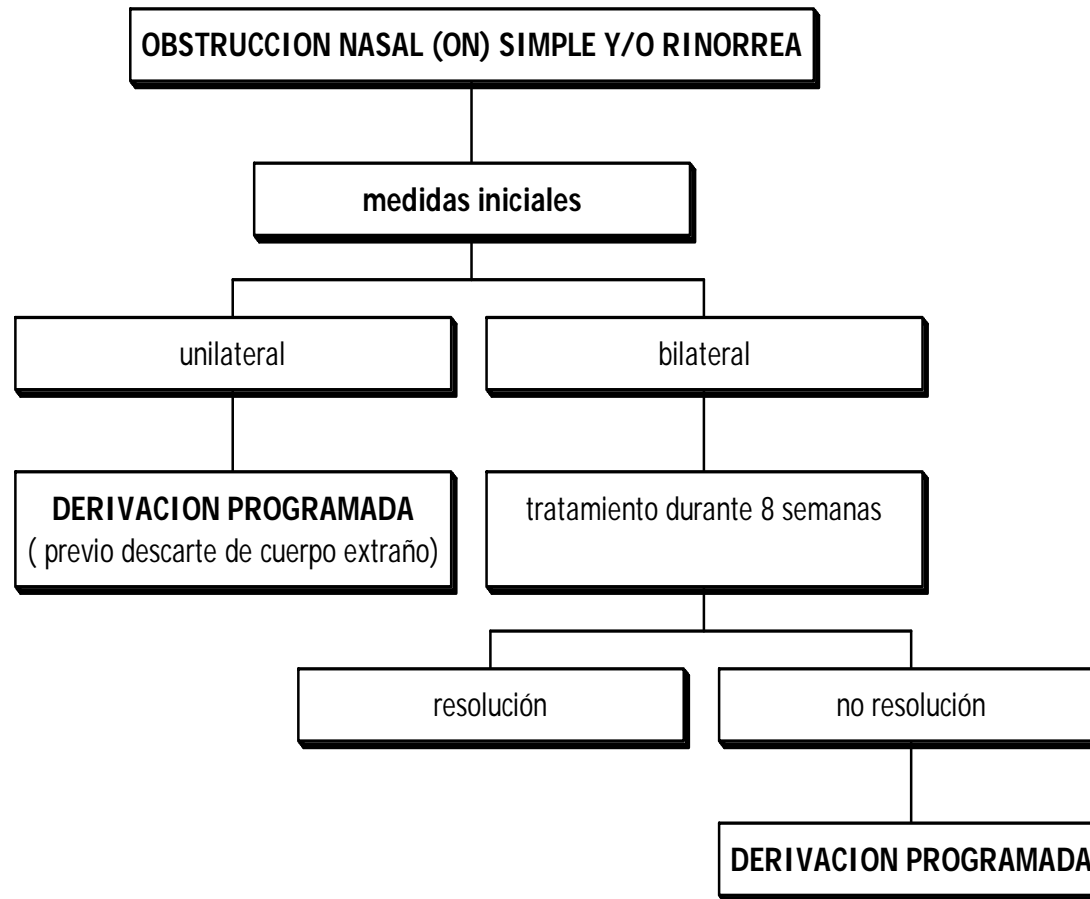 OBSTRUCCION NASAL (ON) SIMPLE Y/O RINORREA
medidas iniciales
unilateral
bilateral
DERIVACION PROGRAMADA
( previo descarte de cuerpo extraño)
tratamiento durante 8 semanas
resolución
no resolución
DERIVACION PROGRAMADA